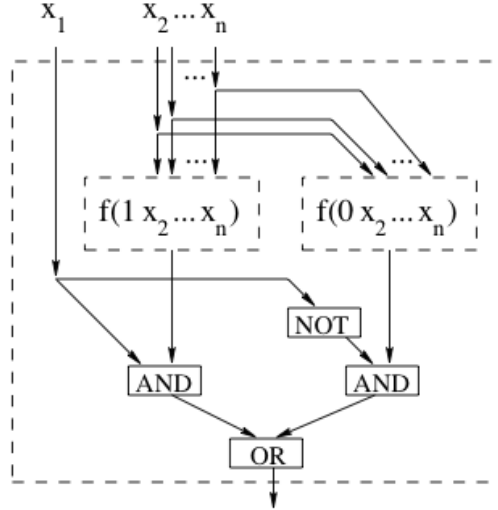 x₁ x₂...xₙ
...
... ...
f(1 x₂...xₙ) f(0 x₂...xₙ)
NOT
AND AND
OR